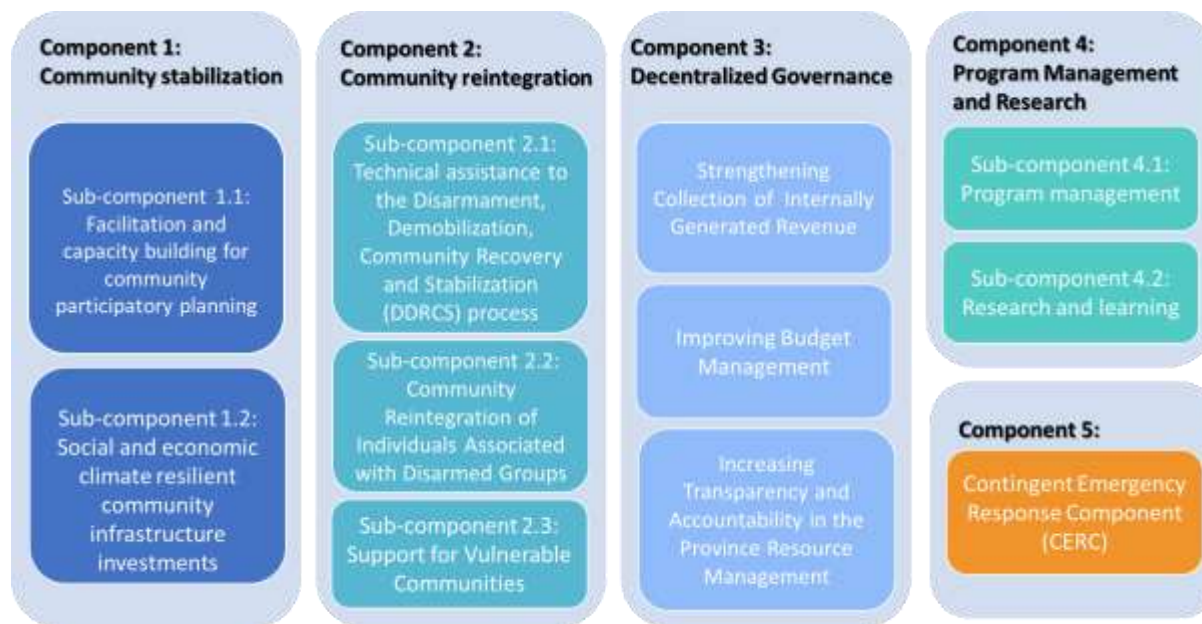 Component 1:
Community stabilization
Sub-component 1.1:
Facilitation and
capacity building for
community
participatory planning
Sub-component 1.2:
Social and economic
climate resilient
community
infrastructure
investments
Component 2:
Community reintegration
Sub-component 2.1:
Technical assistance to
the Disarmament,
Demobilization,
Community Recovery
and Stabilization
(DDRCS) process
Sub-component 2.2:
Community
Reintegration of
Individuals Associated
with Disarmed Groups
Sub-component 2.3:
Support for Vulnerable
Communities
Component 3:
Decentralized Governance
Strengthening
Collection of Internally
Generated Revenue
Improving Budget
Management
Increasing
Transparency and
Accountability in the
Province Resource
Management
Component 4:
Program Management
and Research
Sub-component 4.1:
Program management
Sub-component 4.2:
Research and learning
Component 5:
Contingent Emergency
Response Component
(CERC)